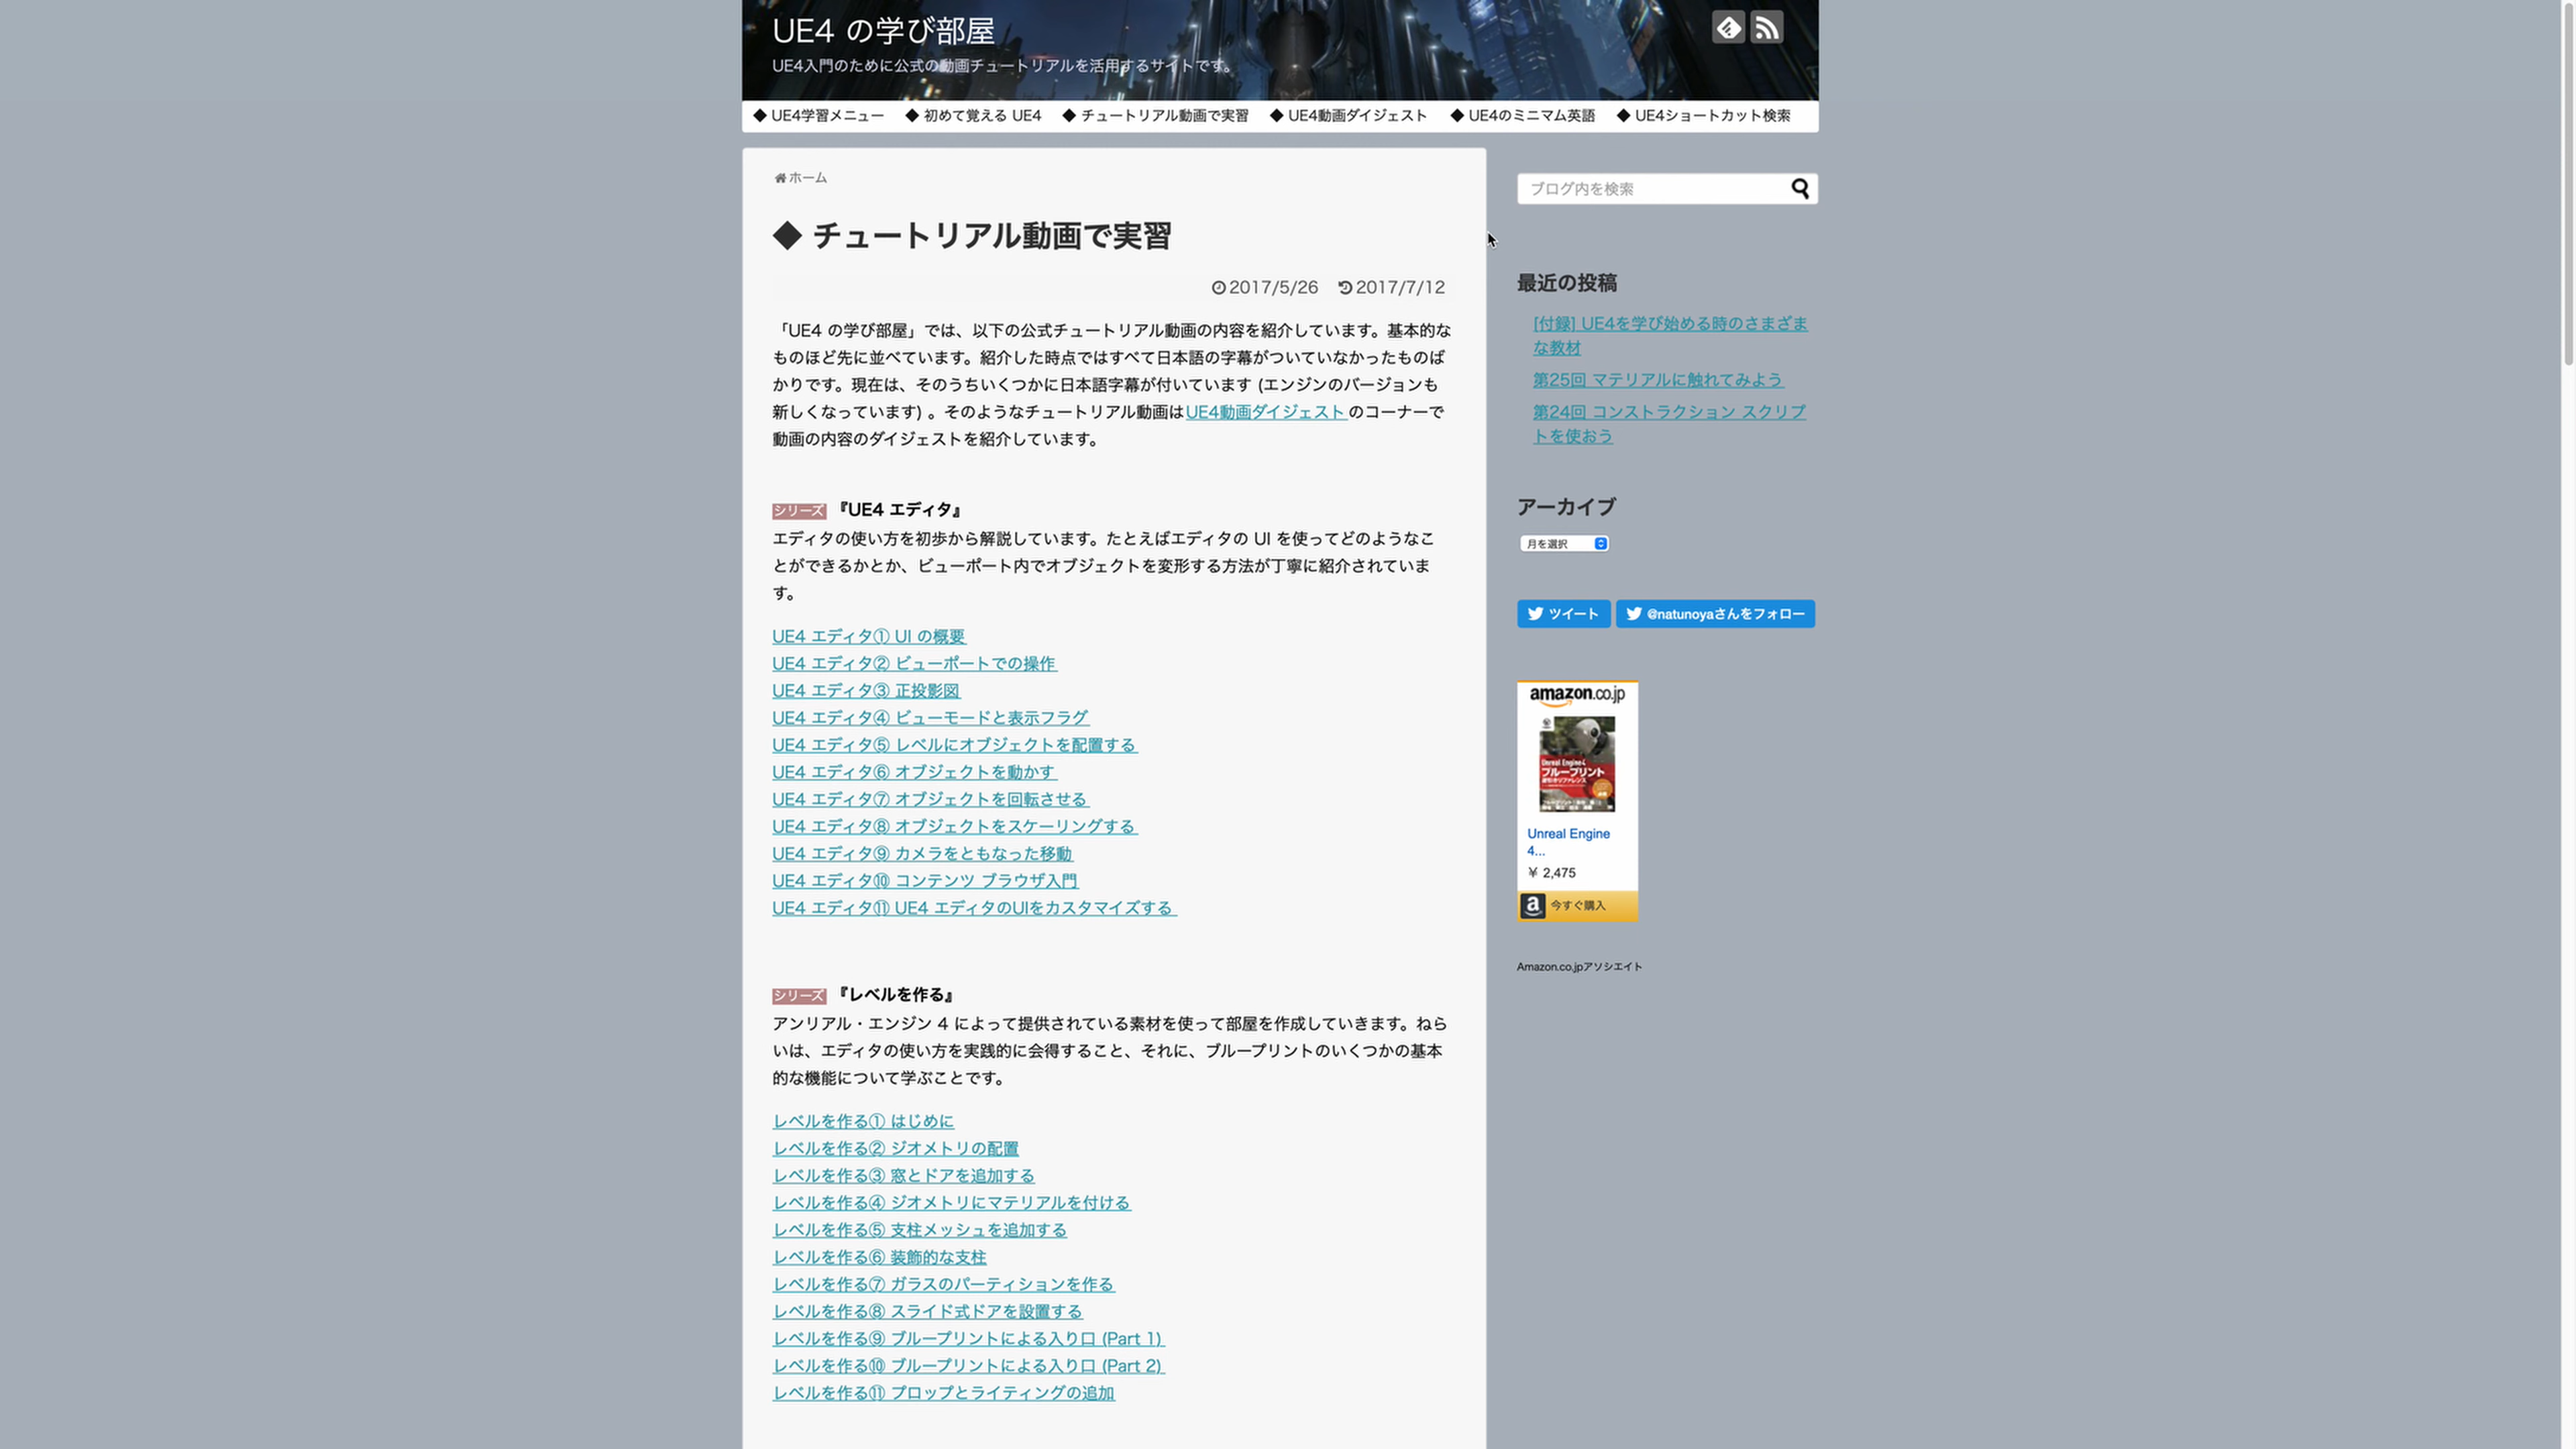 UE4 の学び部屋
UE4入門のために公式の動画チュートリアルを活用するサイトです。
◆ UE4学習メニュー ◆ 初めて覚える UE4 ◆ チュートリアル動画で実習 ◆ UE4動画ダイジェスト ◆ UE4のミニマム英語 ◆ UE4ショートカット検索
ホーム
◆ チュートリアル動画で実習
2017/5/26 2017/7/12
「UE4 の学び部屋」では、以下の公式チュートリアル動画の内容を紹介しています。基本的な
ものほど先に並べています。紹介した時点ではすべて日本語の字幕がついていなかったものば
かりです。現在は、そのうちいくつかに日本語字幕が付いています (エンジンのバージョンも
新しくなっています) 。そのようなチュートリアル動画はUE4動画ダイジェスト のコーナーで
動画の内容のダイジェストを紹介しています。
シリーズ 『UE4 エディタ』
エディタの使い方を初歩から解説しています。たとえばエディタの UI を使ってどのようなこ
とができるかとか、ビューポート内でオブジェクトを変形する方法が丁寧に紹介されていま
す。
UE4 エディタ① UI の概要
UE4 エディタ② ビューポートでの操作
UE4 エディタ③ 正投影図
UE4 エディタ④ ビューモードと表示フラグ
UE4 エディタ⑤ レベルにオブジェクトを配置する
UE4 エディタ⑥ オブジェクトを動かす
UE4 エディタ⑦ オブジェクトを回転させる
UE4 エディタ⑧ オブジェクトをスケーリングする
UE4 エディタ⑨ カメラをともなった移動
UE4 エディタ⑩ コンテンツ ブラウザ入門
UE4 エディタ⑪ UE4 エディタのUIをカスタマイズする
シリーズ 『レベルを作る』
アンリアル・エンジン 4 によって提供されている素材を使って部屋を作成していきます。ねら
いは、エディタの使い方を実践的に会得すること、それに、ブループリントのいくつかの基本
的な機能について学ぶことです。
レベルを作る① はじめに
レベルを作る② ジオメトリの配置
レベルを作る③ 窓とドアを追加する
レベルを作る④ ジオメトリにマテリアルを付ける
レベルを作る⑤ 支柱メッシュを追加する
レベルを作る⑥ 装飾的な支柱
レベルを作る⑦ ガラスのパーティションを作る
レベルを作る⑧ スライド式ドアを設置する
レベルを作る⑨ ブループリントによる入り口 (Part 1)
レベルを作る⑩ ブループリントによる入り口 (Part 2)
レベルを作る⑪ プロップとライティングの追加
ブログ内を検索
最近の投稿
[付録] UE4を学び始める時のさまざま
な教材
第25回 マテリアルに触れてみよう
第24回 コンストラクション スクリプ
トを使おう
アーカイブ
月を選択
ツイート @natunoyaさんをフォロー
amazon.co.jp
Unreal Engine 4
ブループリント
Unreal Engine
4...
￥ 2,475
今すぐ購入
Amazon.co.jpアソシエイト